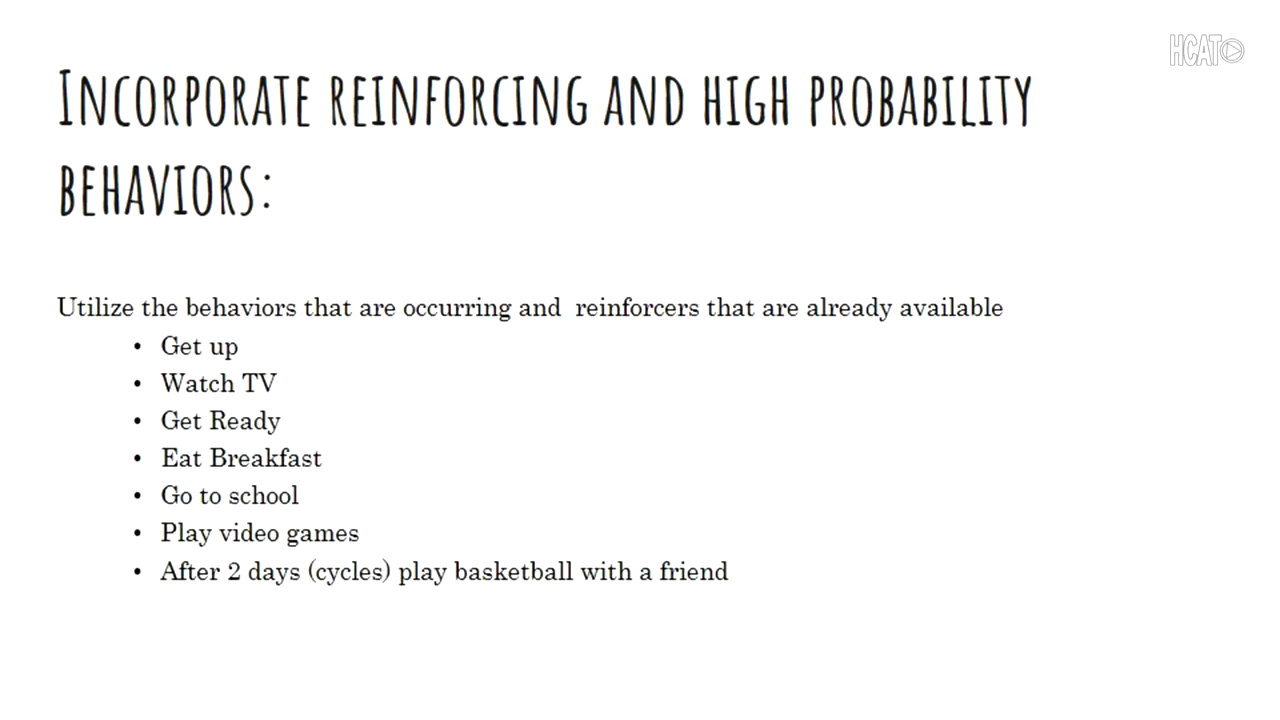 HCAT
Incorporate reinforcing and high probability
behaviors:
Utilize the behaviors that are occurring and  reinforcers that are already available
• Get up
• Watch TV
• Get Ready
• Eat Breakfast
• Go to school
• Play video games
• After 2 days (cycles) play basketball with a friend